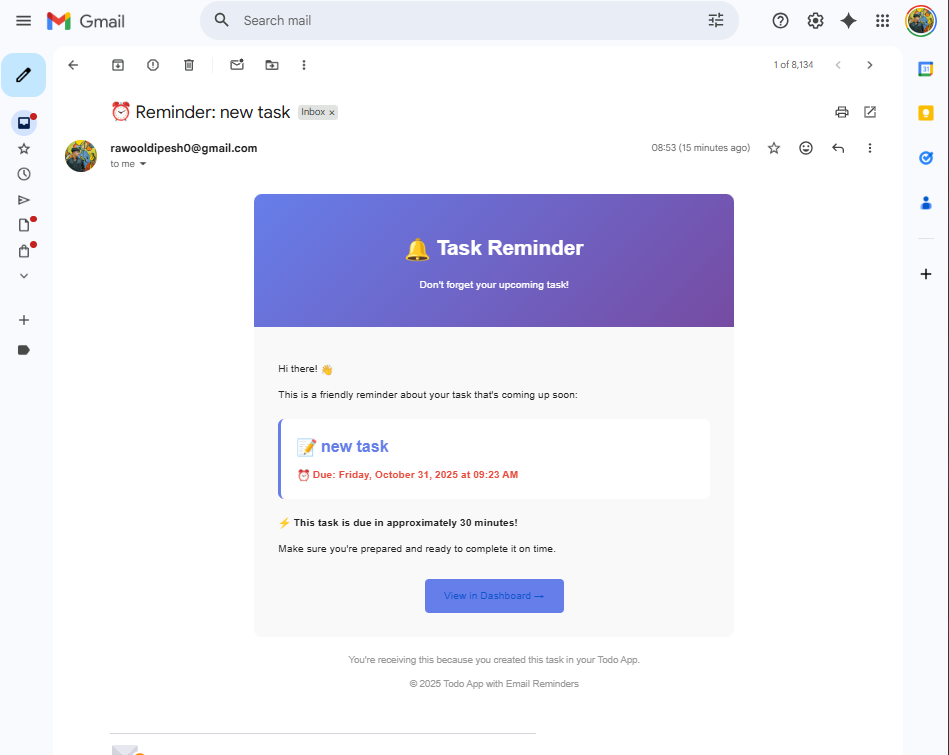 Gmail
Search mail
1 of 8,134
31
⏰ Reminder: new task
Inbox ×
rawooldipesh0@gmail.com
08:53 (15 minutes ago)
to me
🔔 Task Reminder
Don't forget your upcoming task!
Hi there! 👋
This is a friendly reminder about your task that's coming up soon:
📝 new task
⏰ Due: Friday, October 31, 2025 at 09:23 AM
⚡ This task is due in approximately 30 minutes!
Make sure you're prepared and ready to complete it on time.
View in Dashboard →
You're receiving this because you created this task in your Todo App.
© 2025 Todo App with Email Reminders